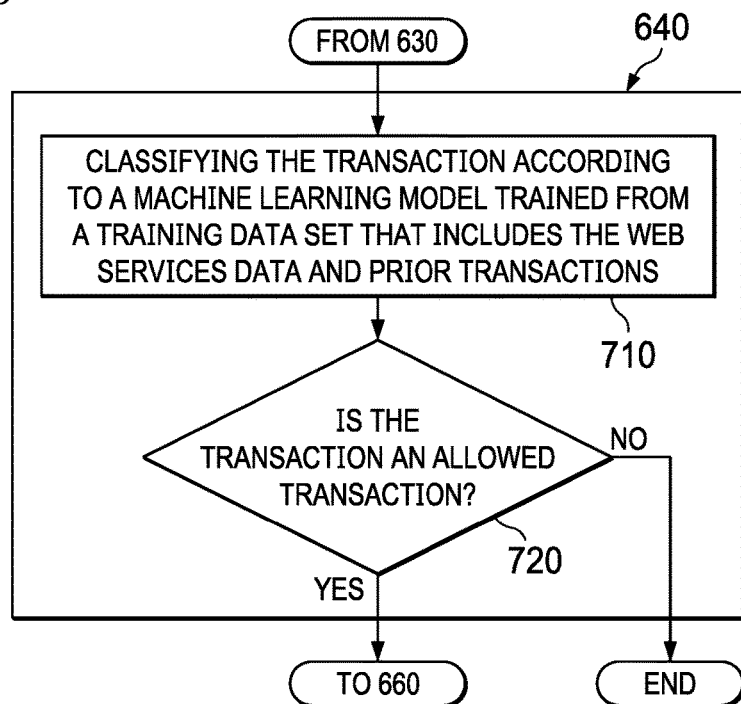 FROM 630
640
CLASSIFYING THE TRANSACTION ACCORDING
TO A MACHINE LEARNING MODEL TRAINED FROM
A TRAINING DATA SET THAT INCLUDES THE WEB
SERVICES DATA AND PRIOR TRANSACTIONS
710
IS THE
TRANSACTION AN ALLOWED
TRANSACTION?
NO
720
YES
TO 660
END